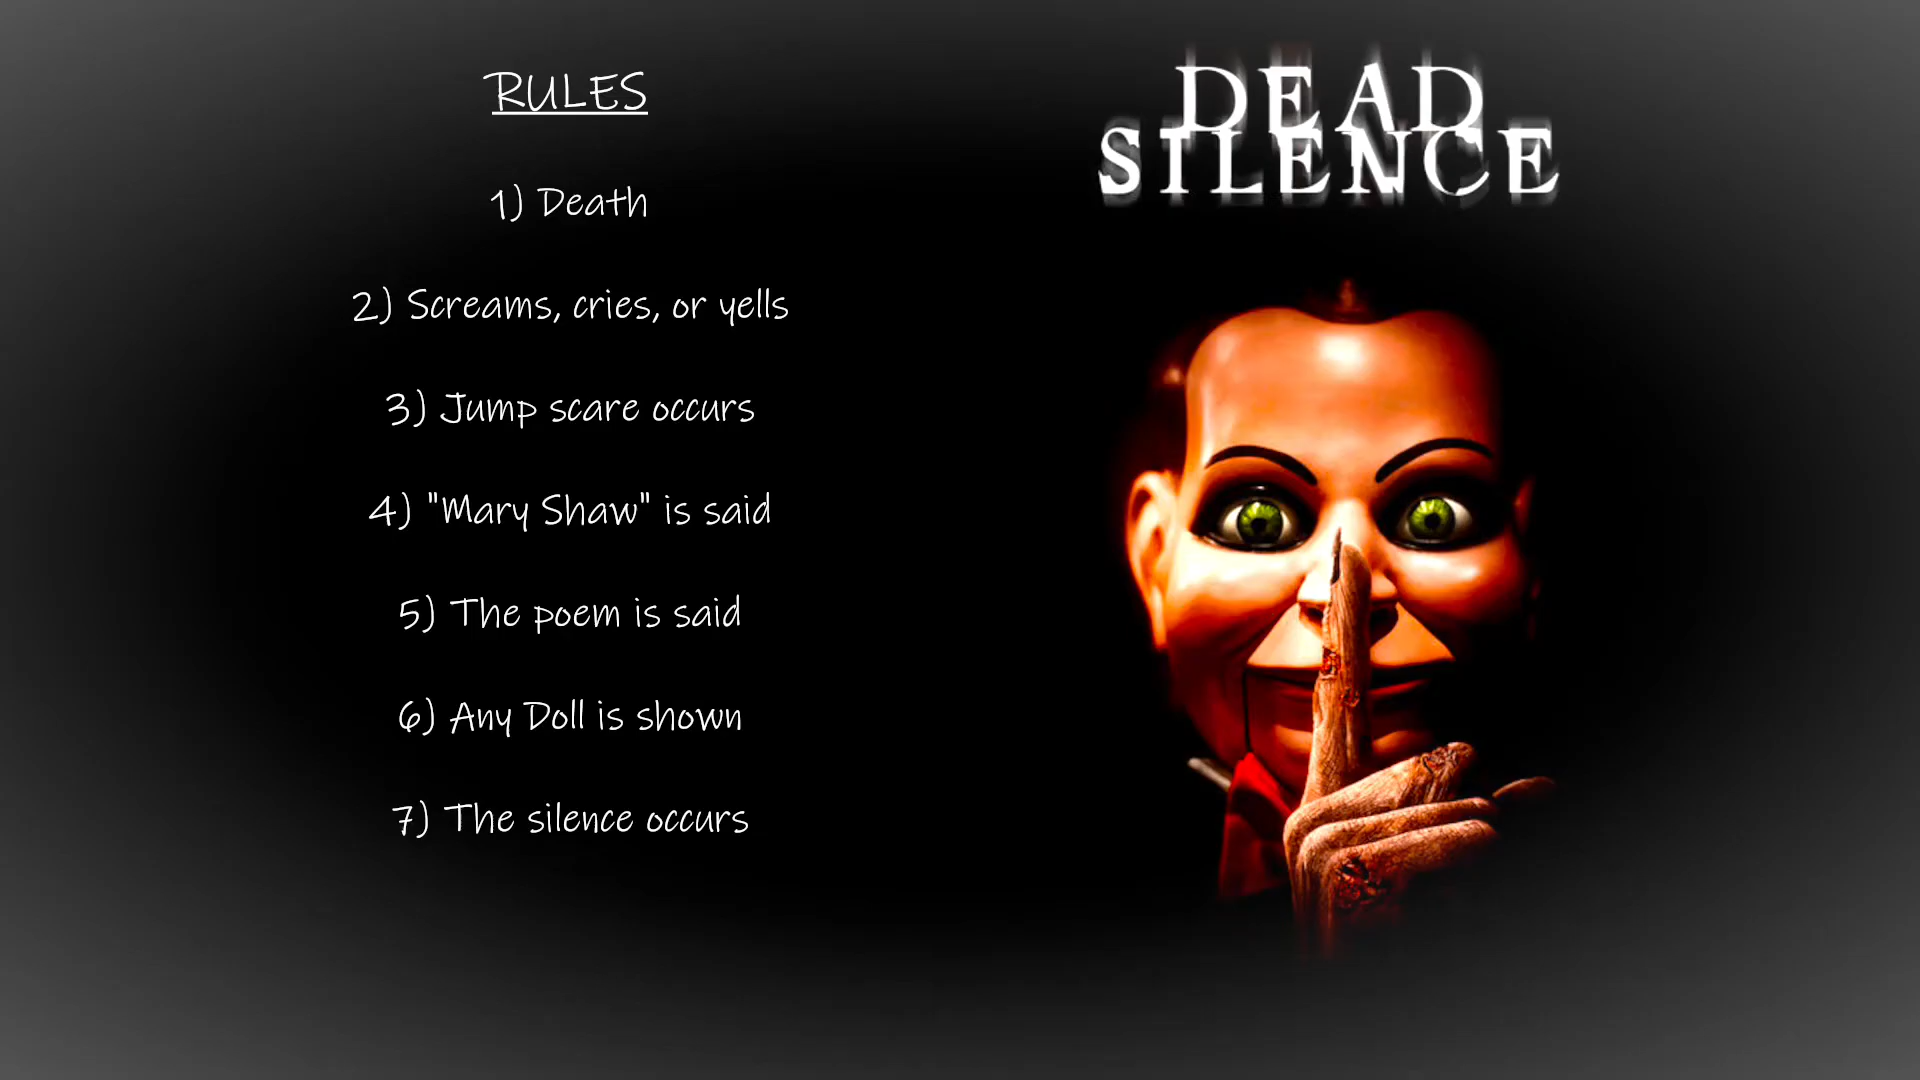 RULES
1) Death
2) Screams, cries, or yells
3) Jump scare occurs
4) "Mary Shaw" is said
5) The poem is said
6) Any Doll is shown
7) The silence occurs
DEAD
SILENCE